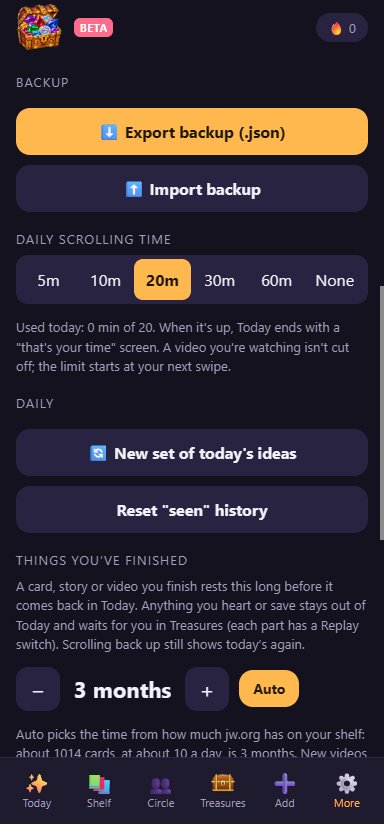 BETA
0
BACKUP
Export backup (.json)
Import backup
DAILY SCROLLING TIME
5m 10m 20m 30m 60m None
Used today: 0 min of 20. When it's up, Today ends with a
"that's your time" screen. A video you're watching isn't cut
off; the limit starts at your next swipe.
DAILY
New set of today's ideas
Reset "seen" history
THINGS YOU’VE FINISHED
A card, story or video you finish rests this long before it
comes back in Today. Anything you heart or save stays out of
Today and waits for you in Treasures (each part has a Replay
switch). Scrolling back up still shows today’s again.
– 3 months + Auto
Auto picks the time from how much jw.org has on your shelf:
about 1014 cards, at about 10 a day, is 3 months. New videos
Today Shelf Circle Treasures Add More